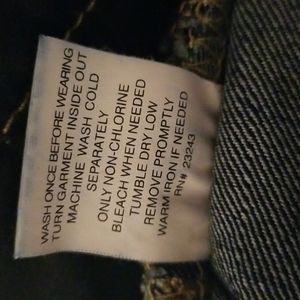 WASH ONCE BEFORE WEARING
TURN GARMENT INSIDE OUT
MACHINE WASH COLD
SEPARATELY
ONLY NON-CHLORINE
BLEACH WHEN NEEDED
TUMBLE DRY LOW
REMOVE PROMPTLY
WARM IRON IF NEEDED
RN# 23243